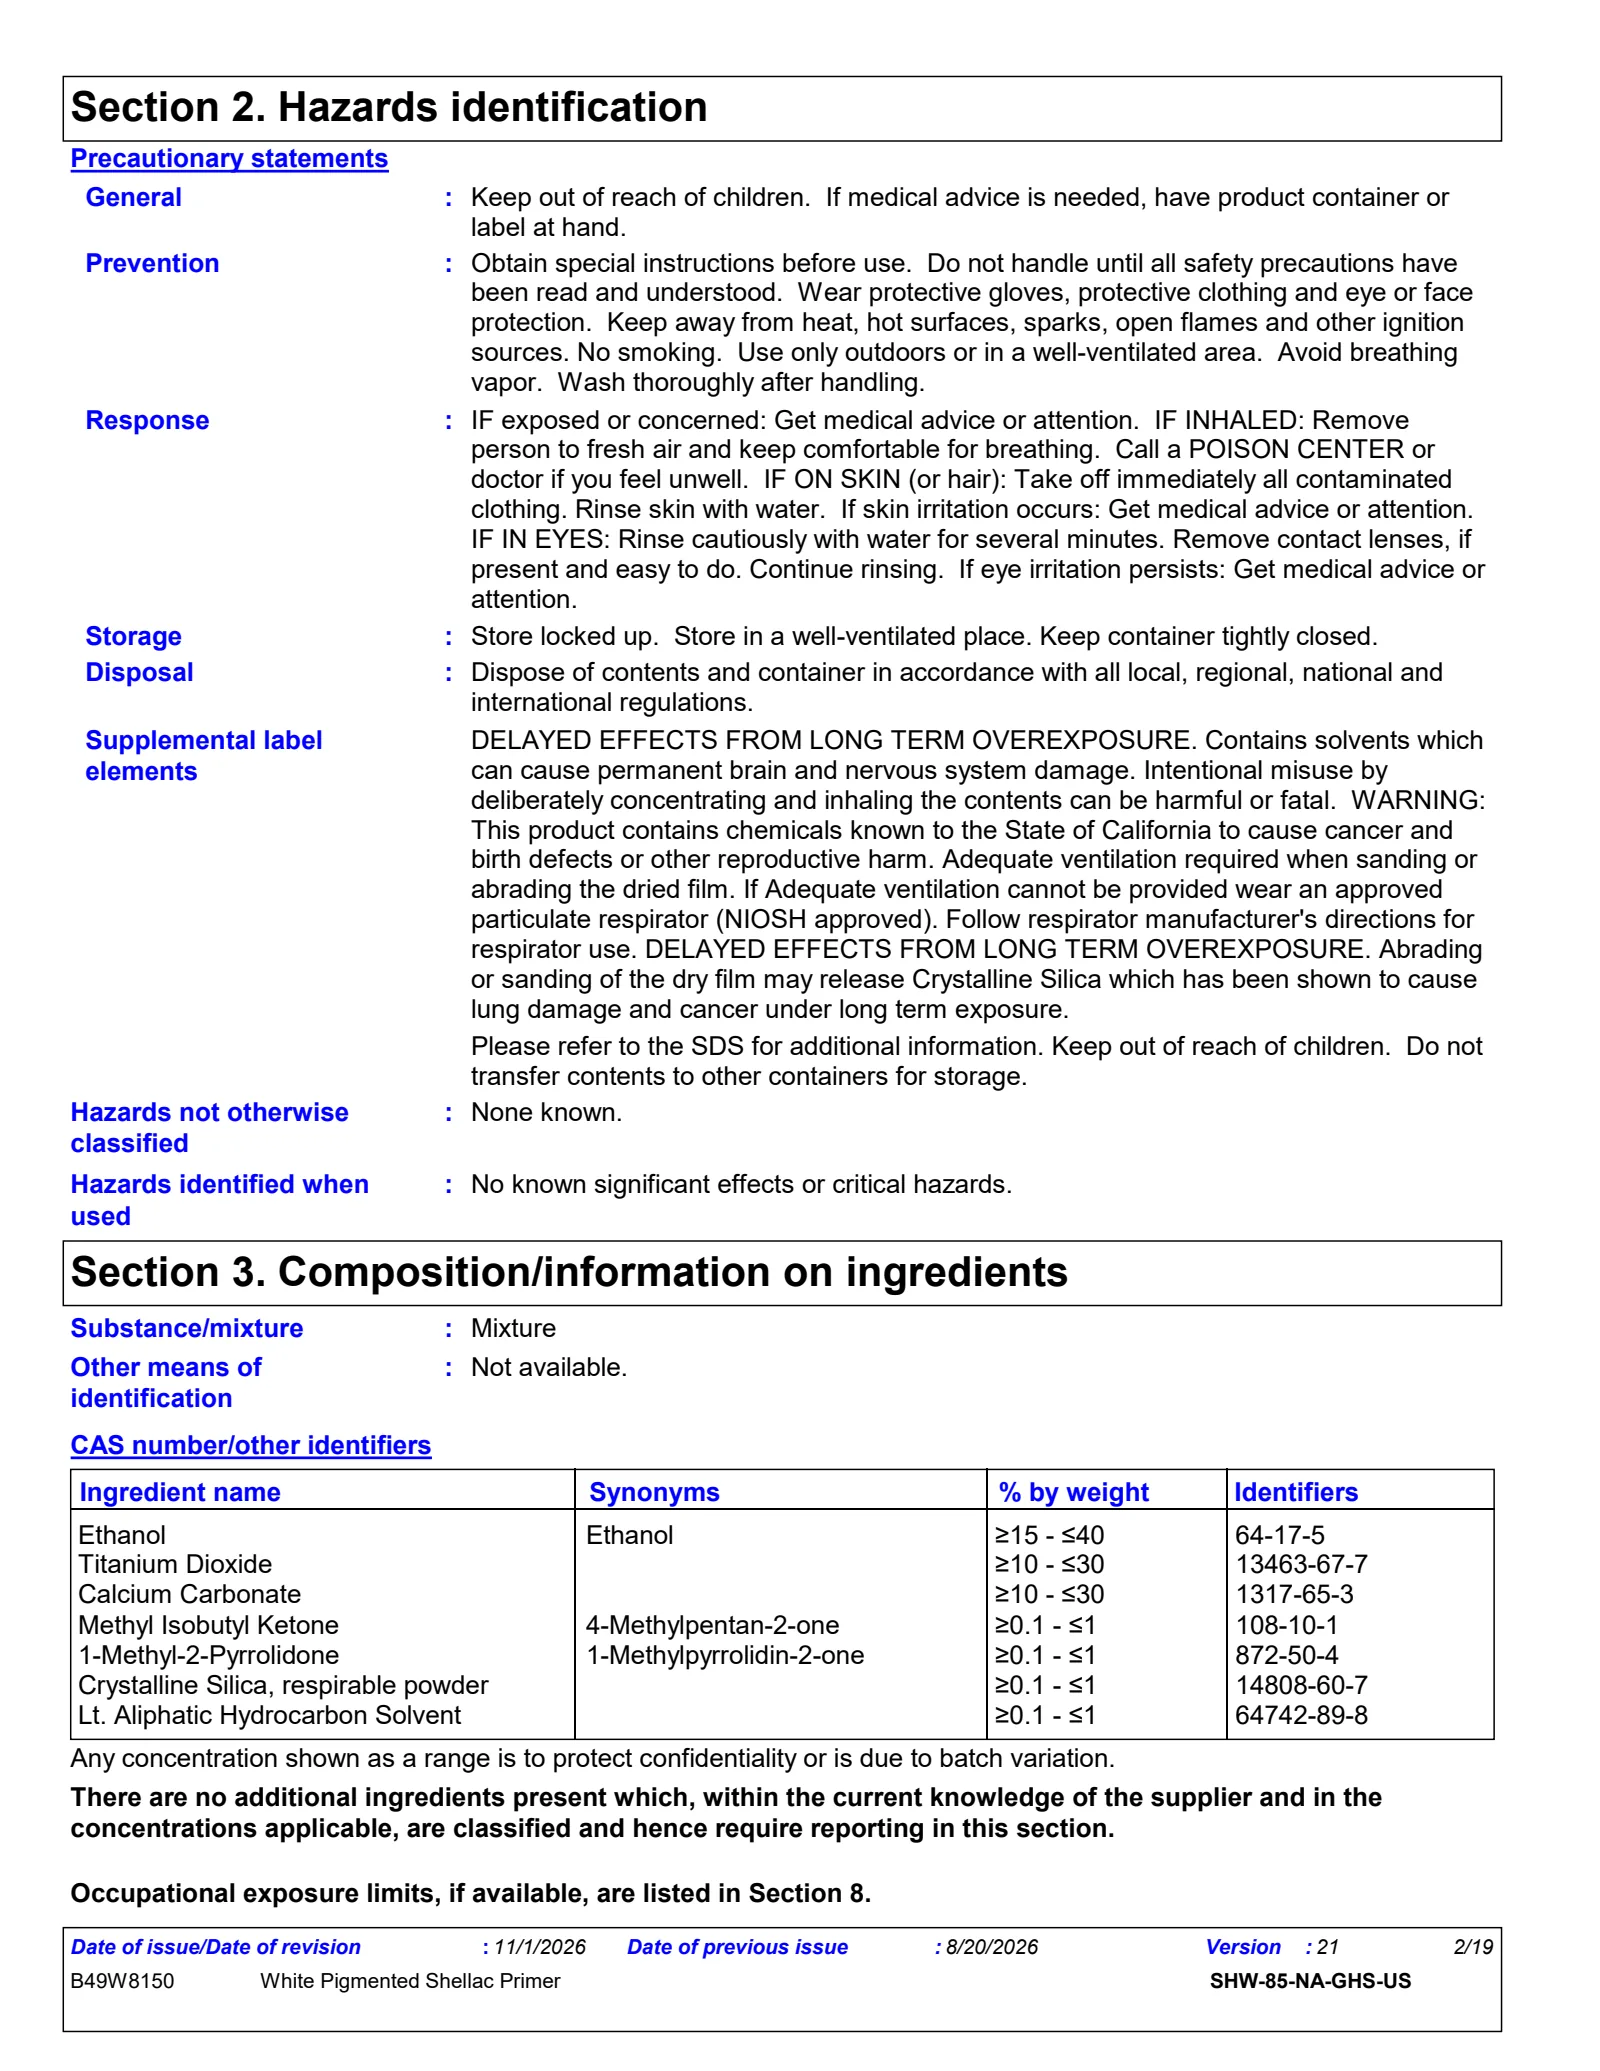 Section 2. Hazards identification
Precautionary statements
General : Keep out of reach of children. If medical advice is needed, have product container or
label at hand.
Prevention : Obtain special instructions before use. Do not handle until all safety precautions have
been read and understood. Wear protective gloves, protective clothing and eye or face
protection. Keep away from heat, hot surfaces, sparks, open flames and other ignition
sources. No smoking. Use only outdoors or in a well-ventilated area. Avoid breathing
vapor. Wash thoroughly after handling.
Response : IF exposed or concerned: Get medical advice or attention. IF INHALED: Remove
person to fresh air and keep comfortable for breathing. Call a POISON CENTER or
doctor if you feel unwell. IF ON SKIN (or hair): Take off immediately all contaminated
clothing. Rinse skin with water. If skin irritation occurs: Get medical advice or attention.
IF IN EYES: Rinse cautiously with water for several minutes. Remove contact lenses, if
present and easy to do. Continue rinsing. If eye irritation persists: Get medical advice or
attention.
Storage : Store locked up. Store in a well-ventilated place. Keep container tightly closed.
Disposal : Dispose of contents and container in accordance with all local, regional, national and
international regulations.
Supplemental label DELAYED EFFECTS FROM LONG TERM OVEREXPOSURE. Contains solvents which
elements can cause permanent brain and nervous system damage. Intentional misuse by
deliberately concentrating and inhaling the contents can be harmful or fatal. WARNING:
This product contains chemicals known to the State of California to cause cancer and
birth defects or other reproductive harm. Adequate ventilation required when sanding or
abrading the dried film. If Adequate ventilation cannot be provided wear an approved
particulate respirator (NIOSH approved). Follow respirator manufacturer's directions for
respirator use. DELAYED EFFECTS FROM LONG TERM OVEREXPOSURE. Abrading
or sanding of the dry film may release Crystalline Silica which has been shown to cause
lung damage and cancer under long term exposure.
Please refer to the SDS for additional information. Keep out of reach of children. Do not
transfer contents to other containers for storage.
Hazards not otherwise : None known.
classified
Hazards identified when : No known significant effects or critical hazards.
used
Section 3. Composition/information on ingredients
Substance/mixture : Mixture
Other means of : Not available.
identification
CAS number/other identifiers
Ingredient name Synonyms % by weight Identifiers
Ethanol Ethanol ≥15 - ≤40 64-17-5
Titanium Dioxide ≥10 - ≤30 13463-67-7
Calcium Carbonate ≥10 - ≤30 1317-65-3
Methyl Isobutyl Ketone 4-Methylpentan-2-one ≥0.1 - ≤1 108-10-1
1-Methyl-2-Pyrrolidone 1-Methylpyrrolidin-2-one ≥0.1 - ≤1 872-50-4
Crystalline Silica, respirable powder ≥0.1 - ≤1 14808-60-7
Lt. Aliphatic Hydrocarbon Solvent ≥0.1 - ≤1 64742-89-8
Any concentration shown as a range is to protect confidentiality or is due to batch variation.
There are no additional ingredients present which, within the current knowledge of the supplier and in the
concentrations applicable, are classified and hence require reporting in this section.
Occupational exposure limits, if available, are listed in Section 8.
Date of issue/Date of revision : 11/1/2026 Date of previous issue : 8/20/2026 Version : 21 2/19
B49W8150 White Pigmented Shellac Primer SHW-85-NA-GHS-US